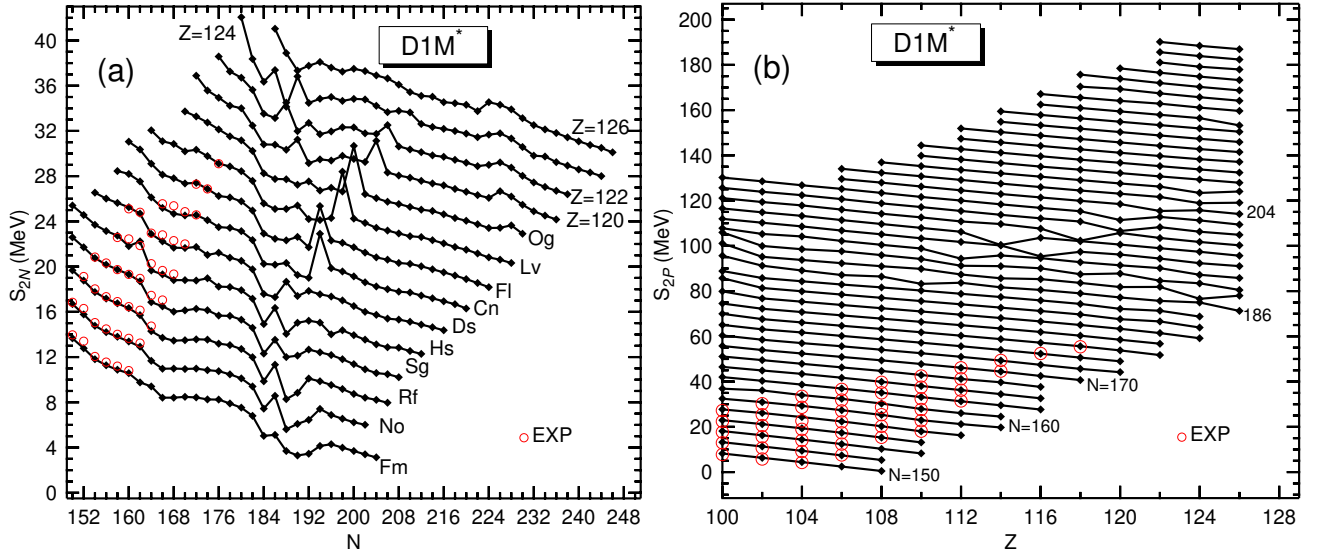 D1M*
(a)
Z=124
Z=126
Z=122
Z=120
Og
Lv
Fl
Cn
Ds
Hs
Sg
Rf
No
Fm
EXP
40
36
32
28
24
20
16
12
8
4
0
S2N (MeV)
152 160 168 176 184 192 200 208 216 224 232 240 248
N
D1M*
(b)
204
186
N=170
N=160
N=150
EXP
200
180
160
140
120
100
80
60
40
20
0
S2P (MeV)
100 104 108 112 116 120 124 128
Z